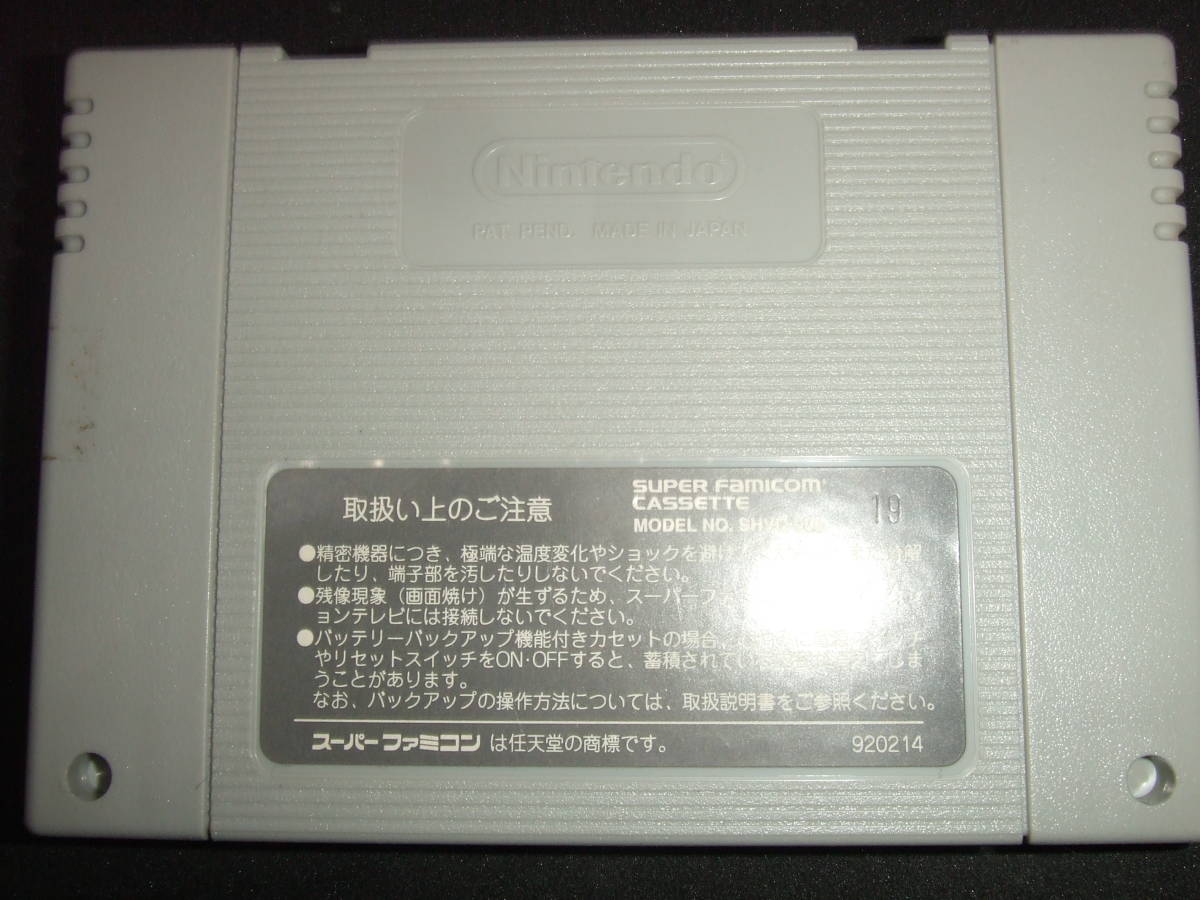 Nintendo
PAT. PEND. MADE IN JAPAN
取扱い上のご注意
SUPER FAMICOM
CASSETTE
MODEL NO.
19
●精密機器につき、極端な温度変化やショックを避け
したり、端子部を汚したりしないでください。
●残像現象（画面焼け）が生ずるため、スーパーファ
ョンテレビには接続しないでください。
●バッテリーバックアップ機能付きカセットの場合、
やリセットスイッチをON・OFFすると、蓄積されてい
うことがあります。
なお、バックアップの操作方法については、取扱説明書をご参照ください。
スーパーファミコン は任天堂の商標です。
920214